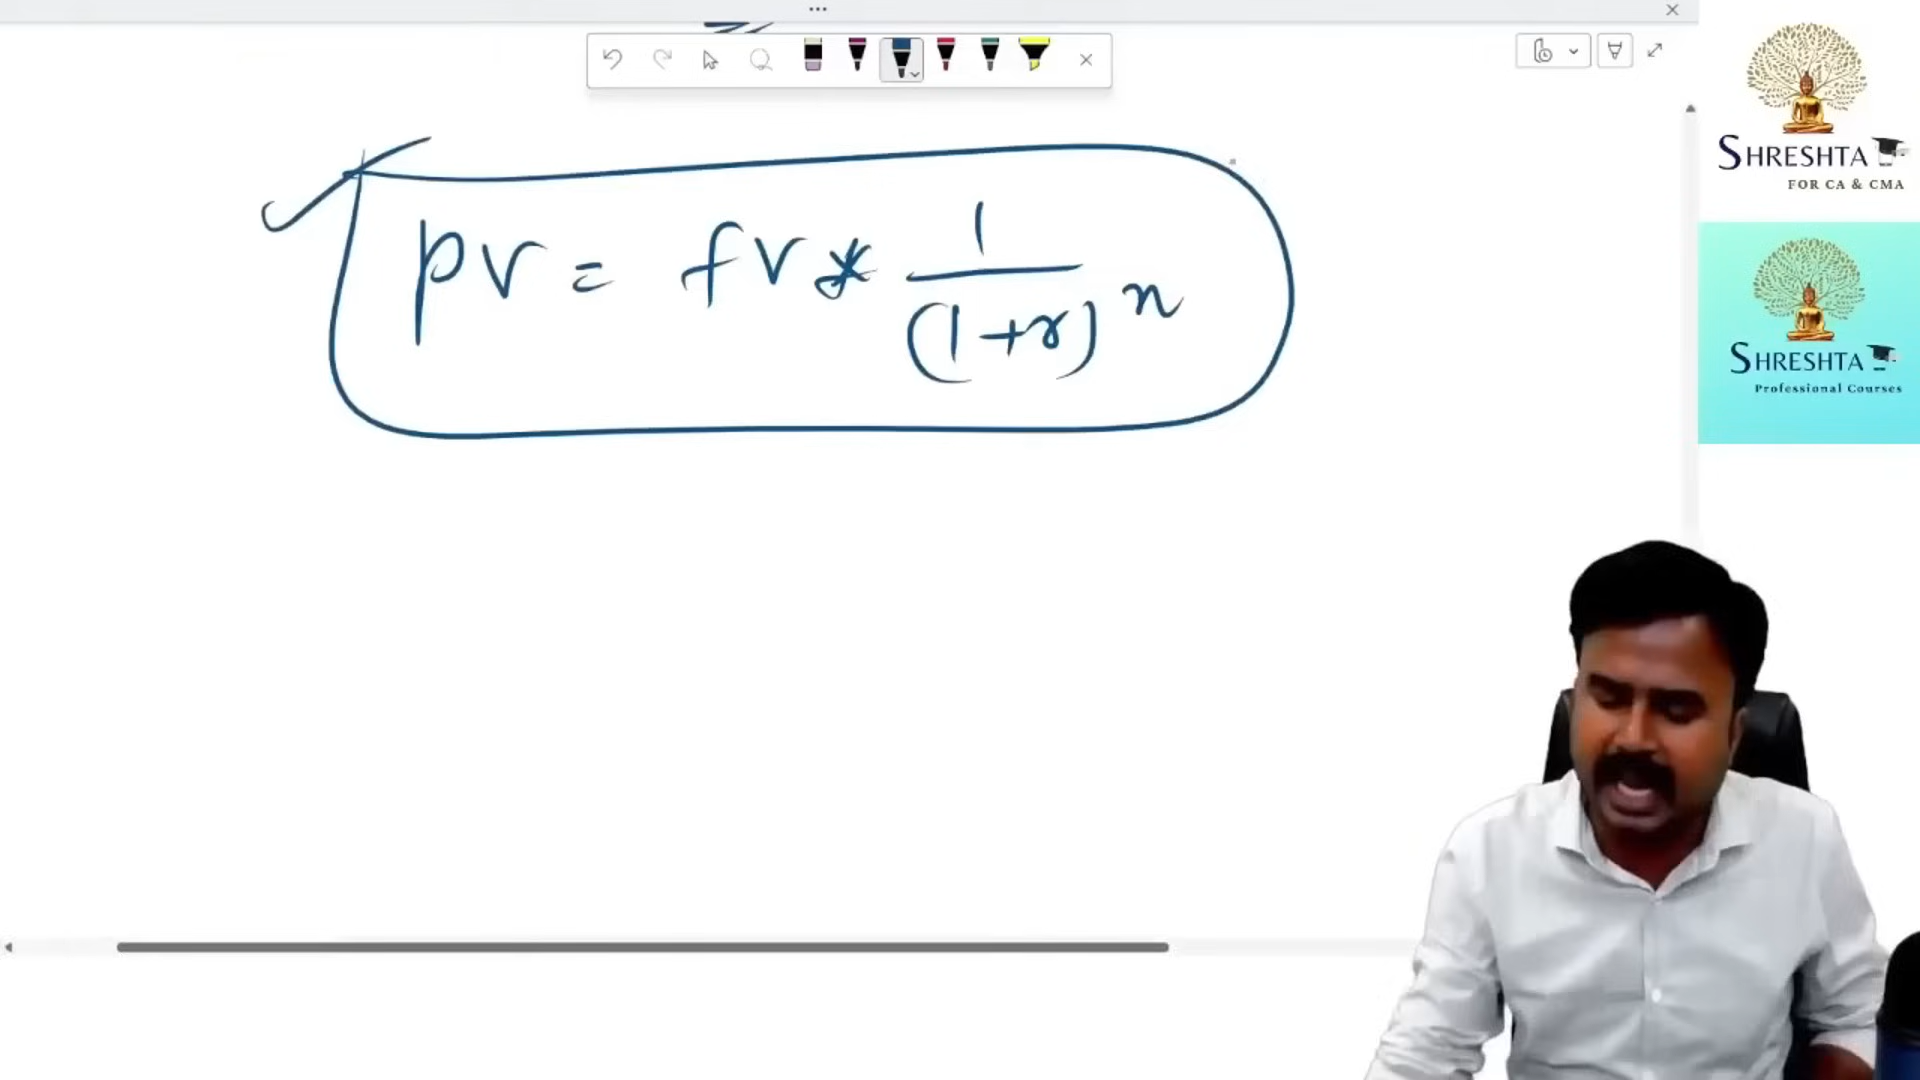 PV = fV * 1/(1+r)^n
SHRESHTA
FOR CA & CMA
SHRESHTA
Professional Courses